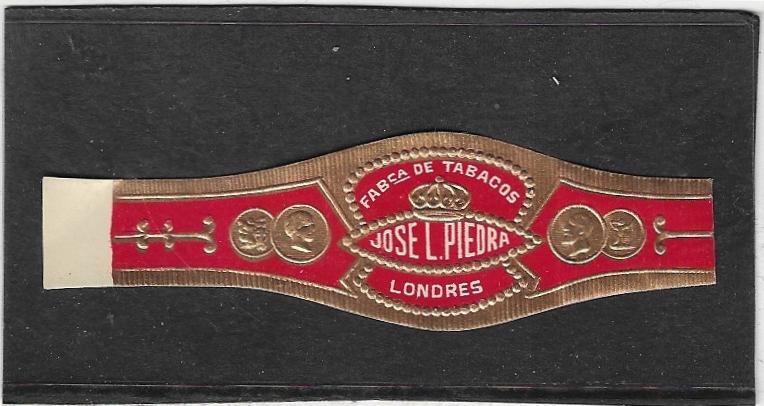 FABCA DE TABACOS
JOSE L. PIEDRA
LONDRES